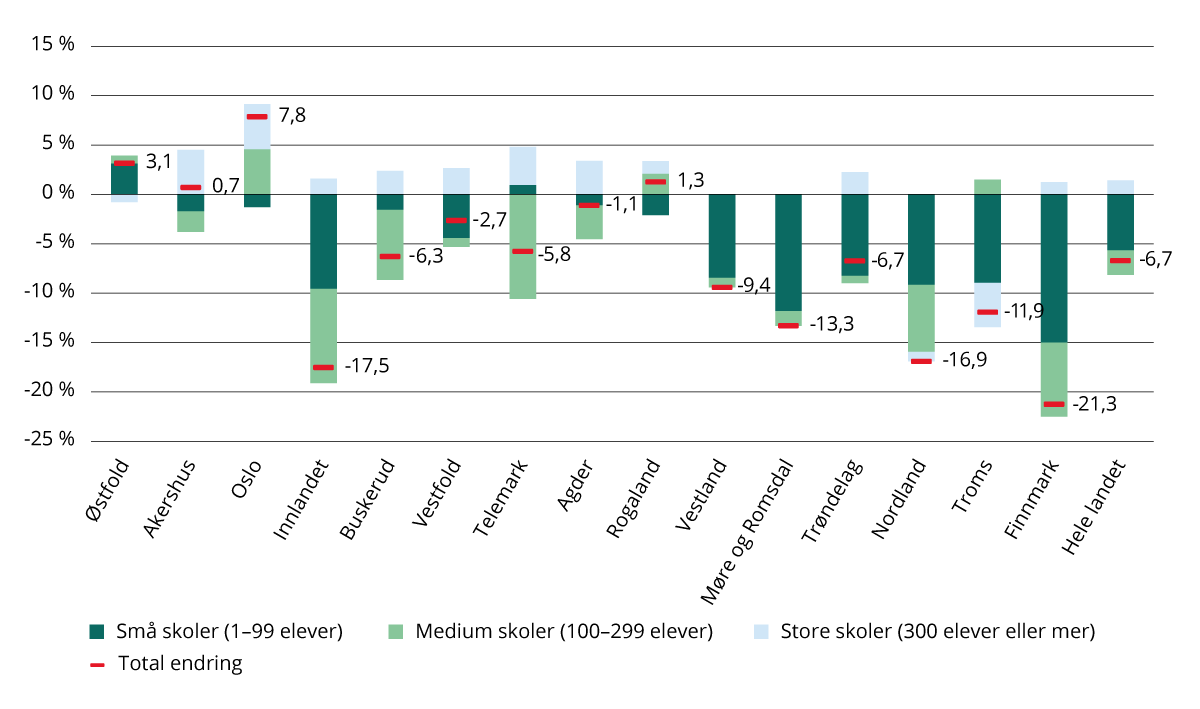 15 %
10 %
5 %
0 %
-5 %
-10 %
-15 %
-20 %
-25 %
3,1
0,7
7,8
-17,5
-6,3
-2,7
-5,8
-1,1
1,3
-9,4
-13,3
-6,7
-16,9
-11,9
-21,3
-6,7
Østfold
Akershus
Oslo
Innlandet
Buskerud
Vestfold
Telemark
Agder
Rogaland
Vestland
Møre og Romsdal
Trøndelag
Nordland
Troms
Finnmark
Hele landet
Små skoler (1–99 elever)
Medium skoler (100–299 elever)
Store skoler (300 elever eller mer)
Total endring